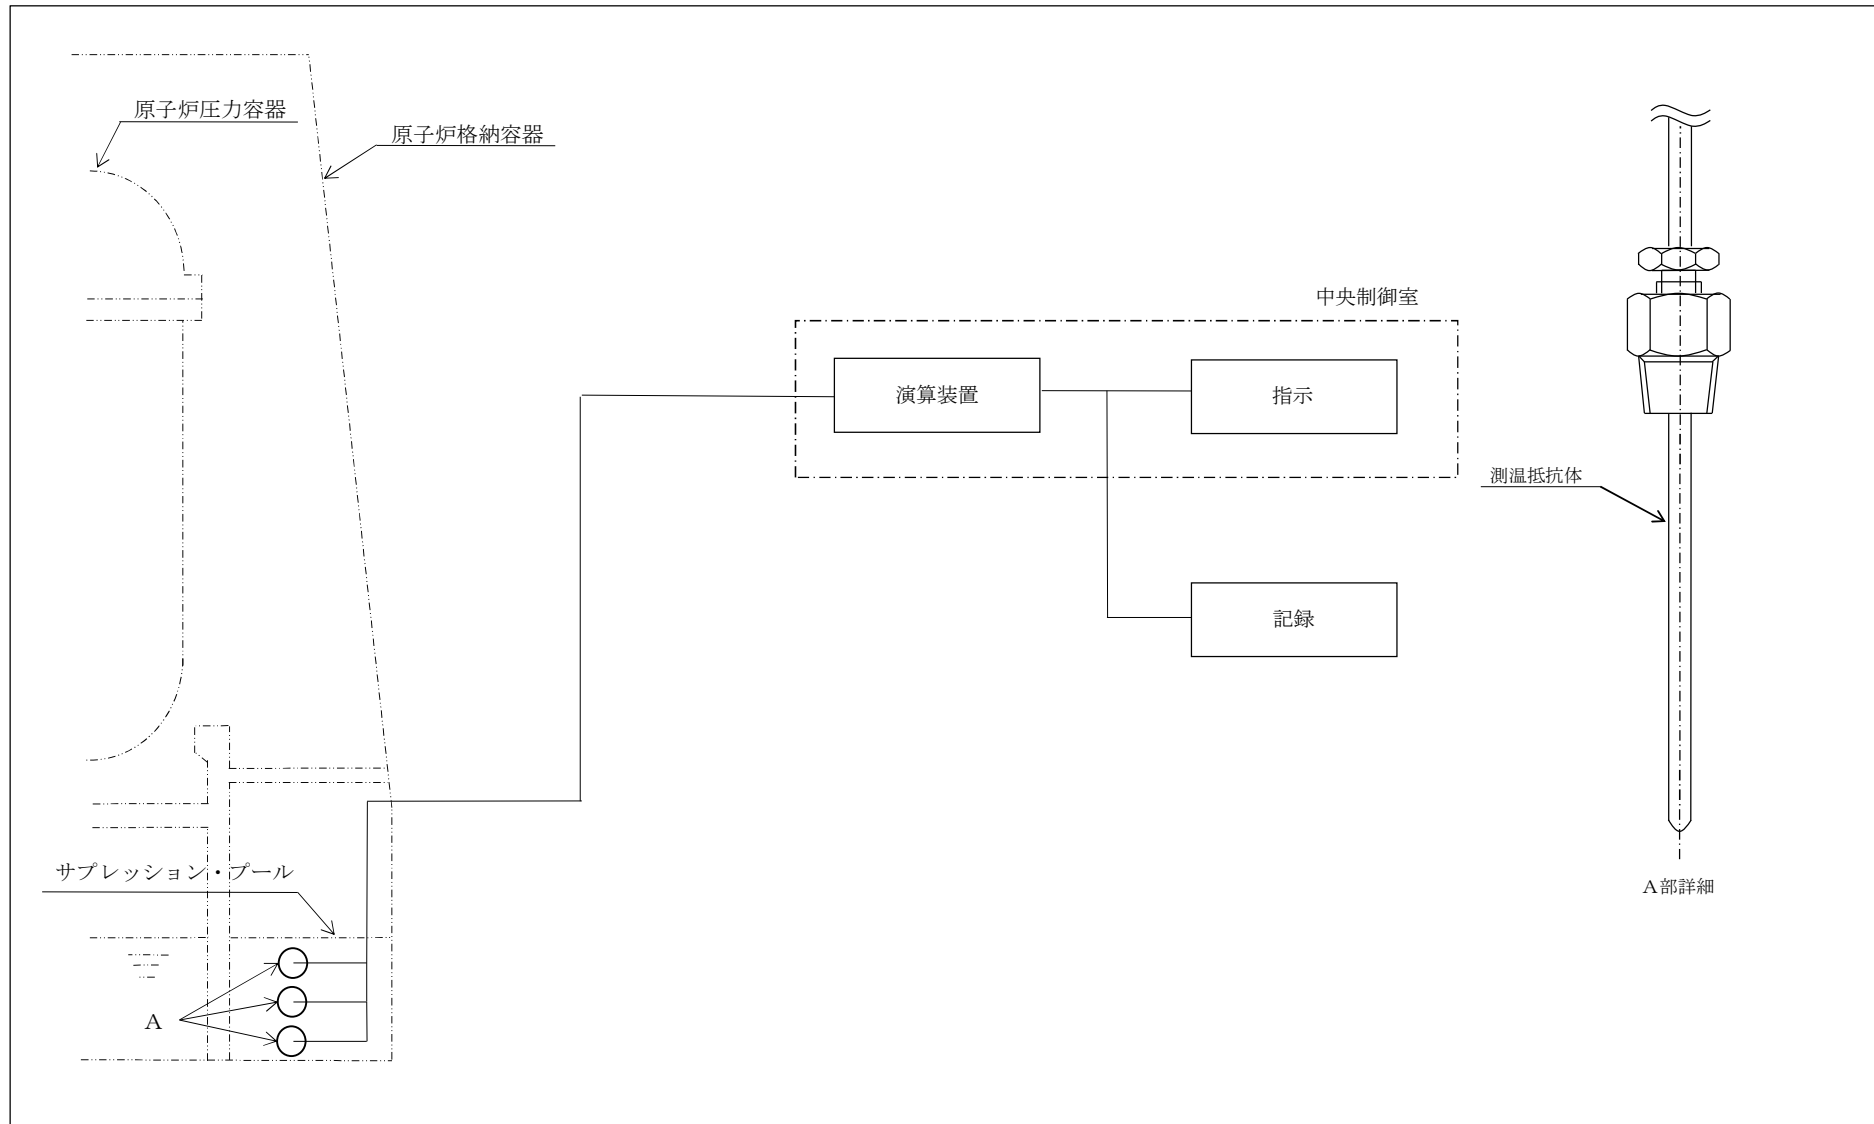 原子炉圧力容器
原子炉格納容器
中央制御室
演算装置
指示
測温抵抗体
記録
サプレッション・プール
A部詳細
A